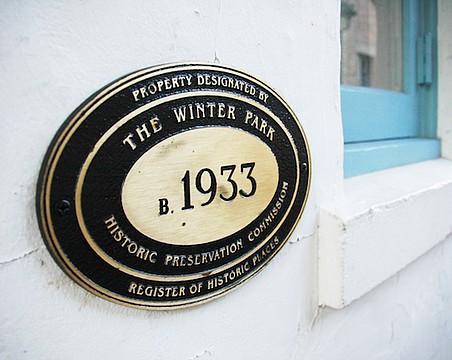 PROPERTY DESIGNATED BY
THE WINTER PARK
B. 1933
HISTORIC PRESERVATION COMMISSION
REGISTER OF HISTORIC PLACES